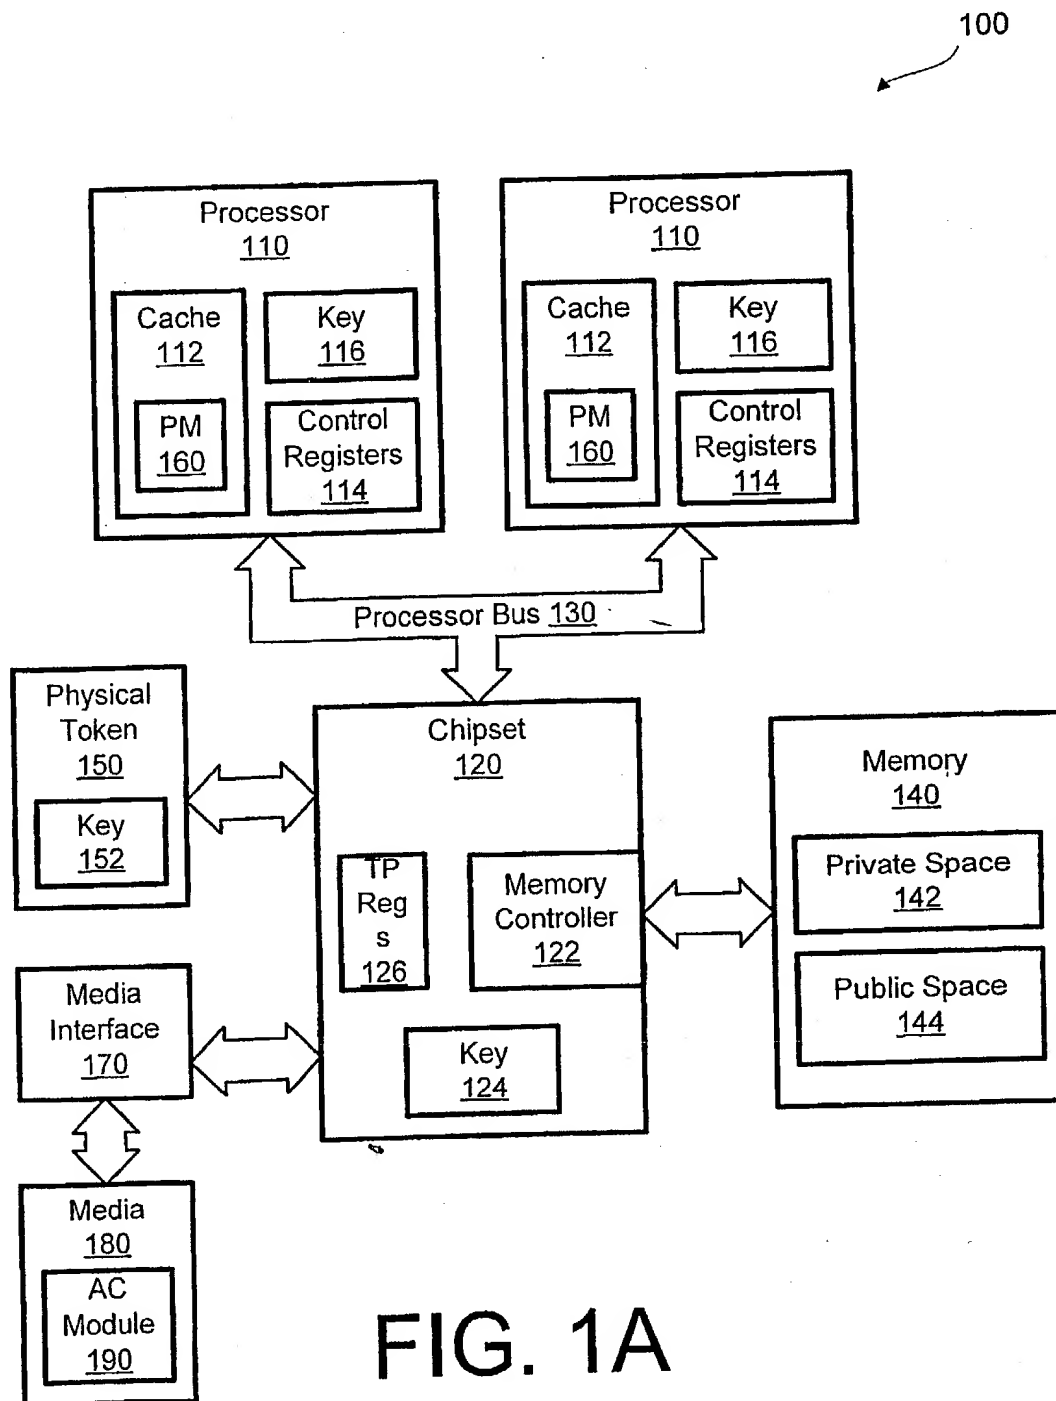 100
Processor
110
Cache
112
PM
160
Key
116
Control
Registers
114
Processor
110
Cache
112
PM
160
Key
116
Control
Registers
114
Processor Bus 130
Physical
Token
150
Key
152
Chipset
120
TP
Reg
s
126
Memory
Controller
122
Key
124
Memory
140
Private Space
142
Public Space
144
Media
Interface
170
Media
180
AC
Module
190
FIG. 1A